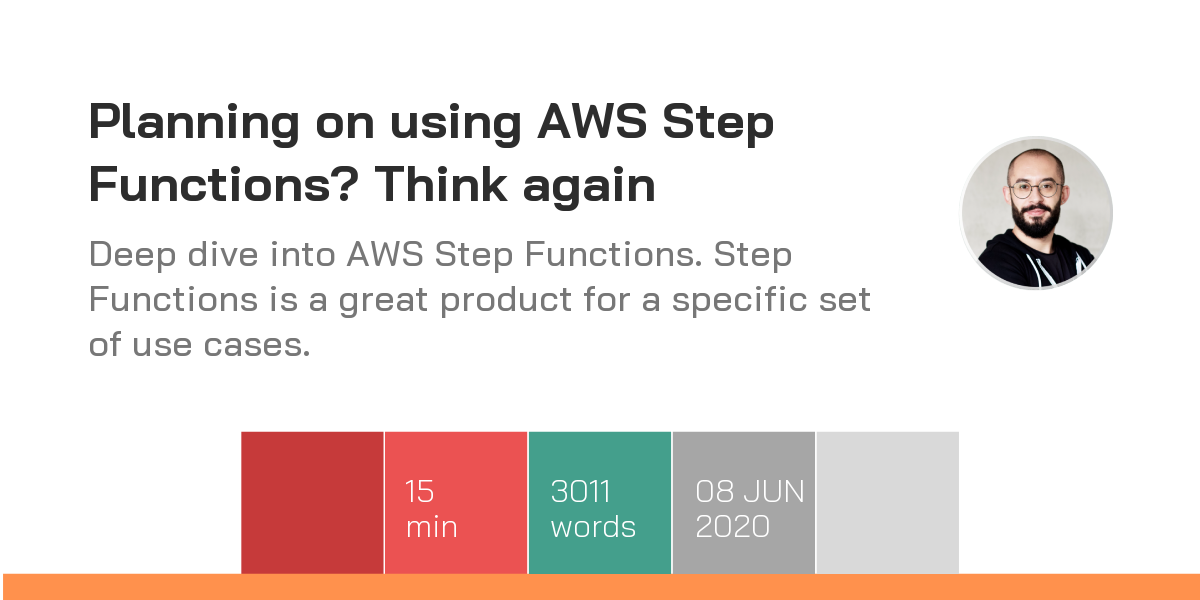 Planning on using AWS Step
Functions? Think again
Deep dive into AWS Step Functions. Step
Functions is a great product for a specific set
of use cases.
15
min
3011
words
08 JUN
2020